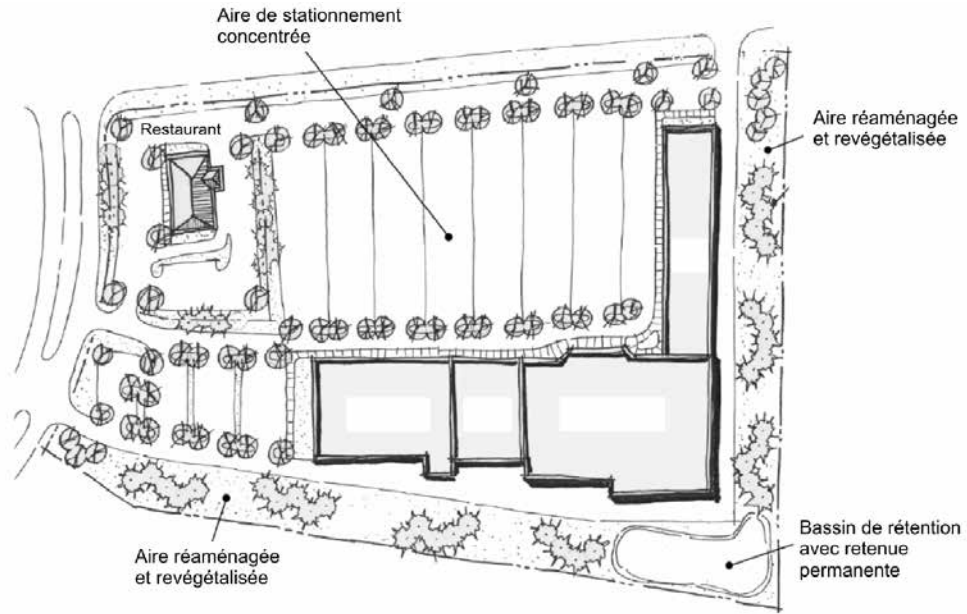 Aire de stationnement
concentrée
Restaurant
Aire réaménagée
et revégétalisée
Aire réaménagée
et revégétalisée
Bassin de rétention
avec retenue
permanente